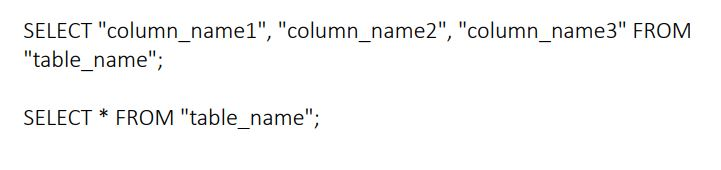 SELECT "column_name1", "column_name2", "column_name3" FROM
"table_name";
SELECT * FROM "table_name";